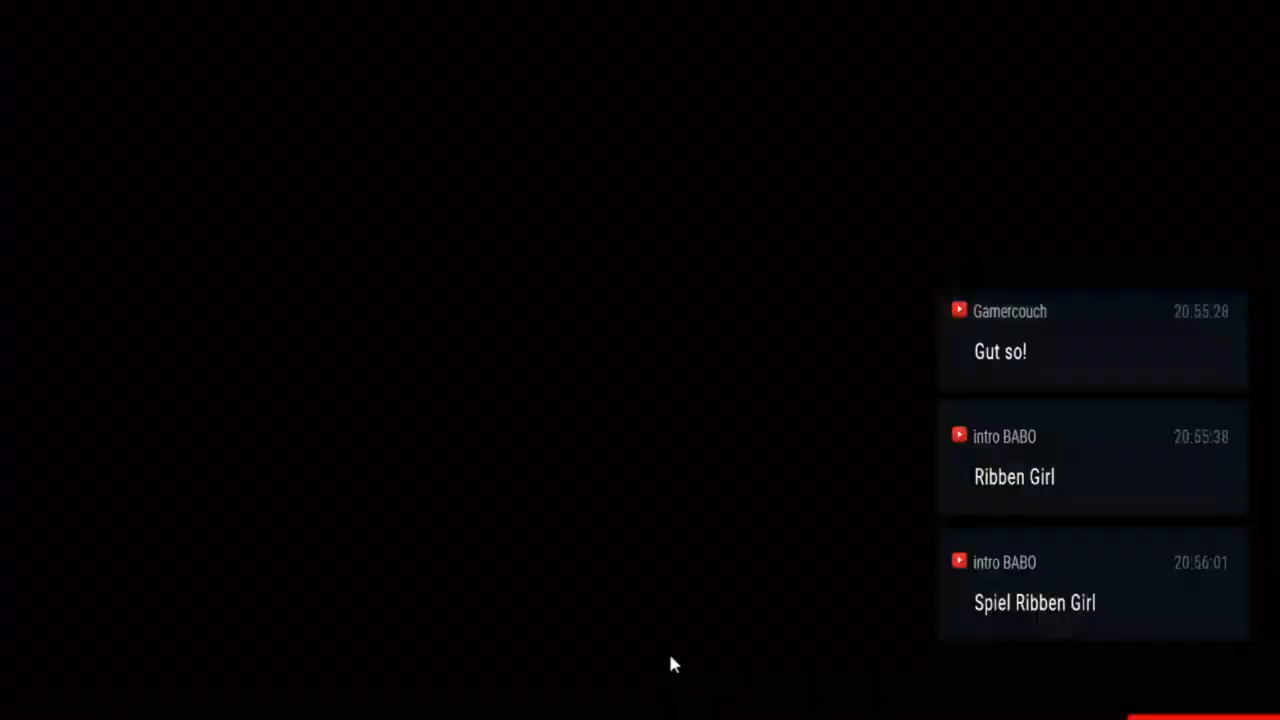 Gamercouch 20:55:28
Gut so!
intro BABO 20:55:38
Ribben Girl
intro BABO 20:56:01
Spiel Ribben Girl